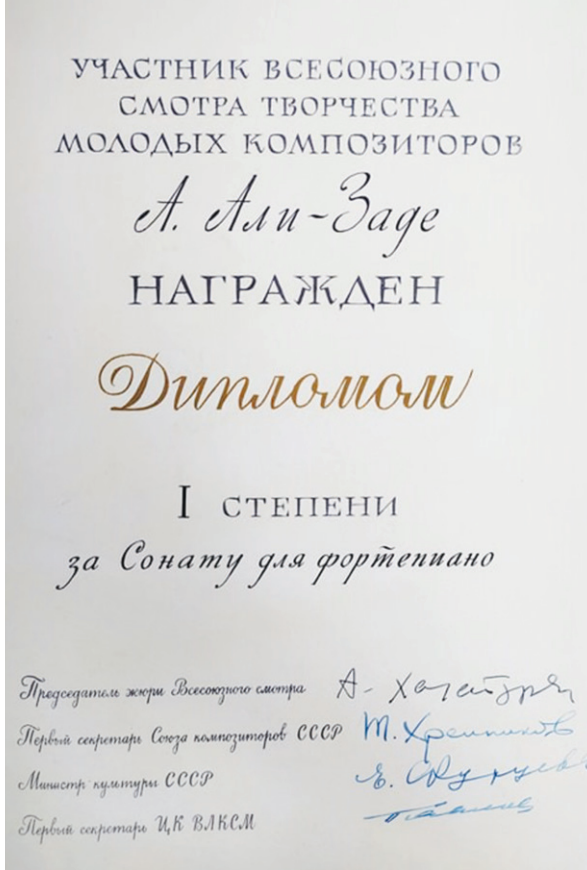 УЧАСТНИК ВСЕСОЮЗНОГО
СМОТРА ТВОРЧЕСТВА
МОЛОДЫХ КОМПОЗИТОРОВ
А. Али-Заде
НАГРАЖДЕН
Дипломом
I СТЕПЕНИ
за Сонату для фортепиано
Председатель жюри Всесоюзного смотра А. Хачатурян
Первый секретарь Союза композиторов СССР Т. Хренников
Министр культуры СССР Е. Фурцева
Первый секретарь ЦК ВЛКСМ